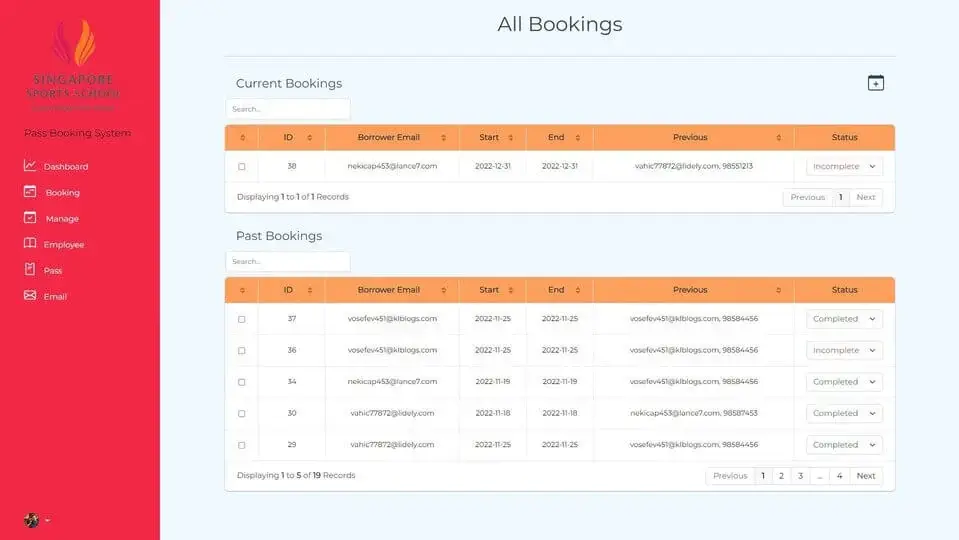 SINGAPORE
SPORTS SCHOOL
Pass Booking System
Dashboard
Booking
Manage
Employee
Pass
Email
All Bookings
Current Bookings
Search...
ID Borrower Email Start End Previous Status
38 nekicap453@lance7.com 2022-12-31 2022-12-31 vahic77872@lidely.com, 98551213 Incomplete
Displaying 1 to 1 of 1 Records Previous 1 Next
Past Bookings
Search...
ID Borrower Email Start End Previous Status
37 vosefev451@klblogs.com 2022-11-25 2022-11-25 vosefev451@klblogs.com, 98584456 Completed
36 vosefev451@klblogs.com 2022-11-25 2022-11-25 vosefev451@klblogs.com, 98584456 Incomplete
34 nekicap453@lance7.com 2022-11-19 2022-11-19 vosefev451@klblogs.com, 98584456 Completed
30 vahic77872@lidely.com 2022-11-18 2022-11-18 nekicap453@lance7.com, 98587453 Completed
29 vahic77872@lidely.com 2022-11-25 2022-11-25 vosefev451@klblogs.com, 98584456 Completed
Displaying 1 to 5 of 19 Records Previous 1 2 3 ... 4 Next